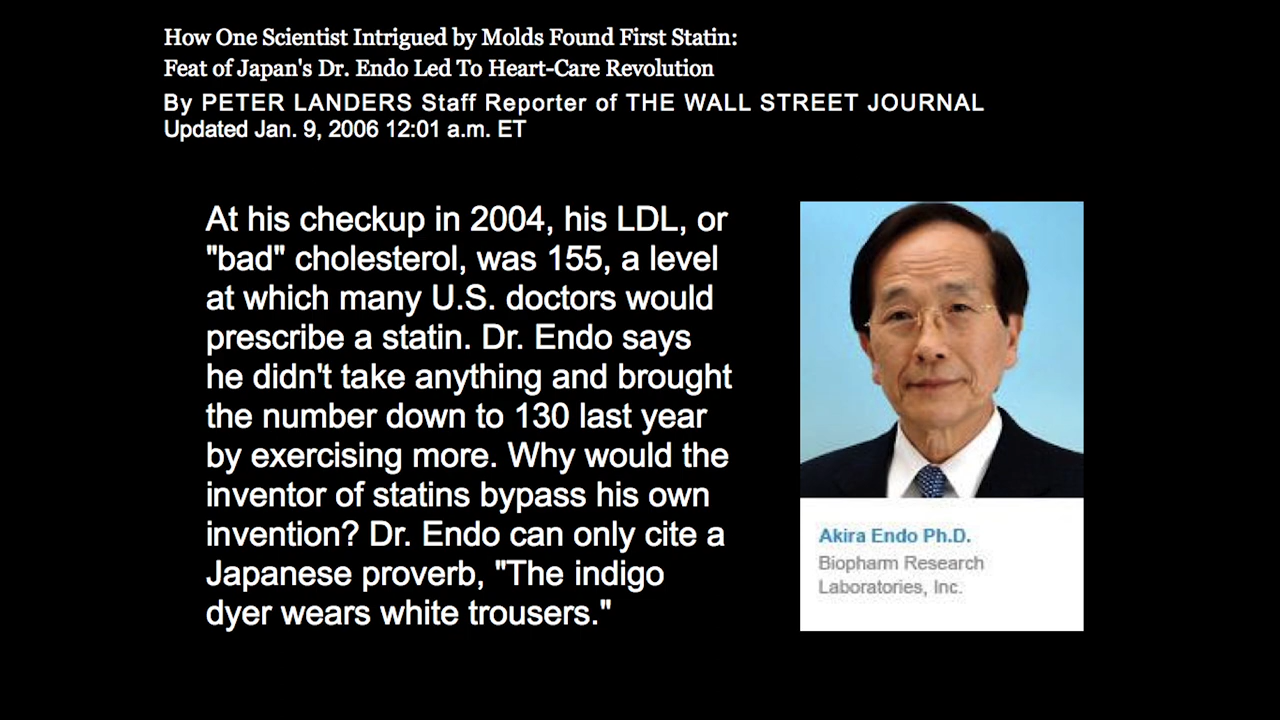 How One Scientist Intrigued by Molds Found First Statin:
Feat of Japan's Dr. Endo Led To Heart-Care Revolution
By PETER LANDERS Staff Reporter of THE WALL STREET JOURNAL
Updated Jan. 9, 2006 12:01 a.m. ET
At his checkup in 2004, his LDL, or
"bad" cholesterol, was 155, a level
at which many U.S. doctors would
prescribe a statin. Dr. Endo says
he didn't take anything and brought
the number down to 130 last year
by exercising more. Why would the
inventor of statins bypass his own
invention? Dr. Endo can only cite a
Japanese proverb, "The indigo
dyer wears white trousers."
Akira Endo Ph.D.
Biopharm Research
Laboratories, Inc.